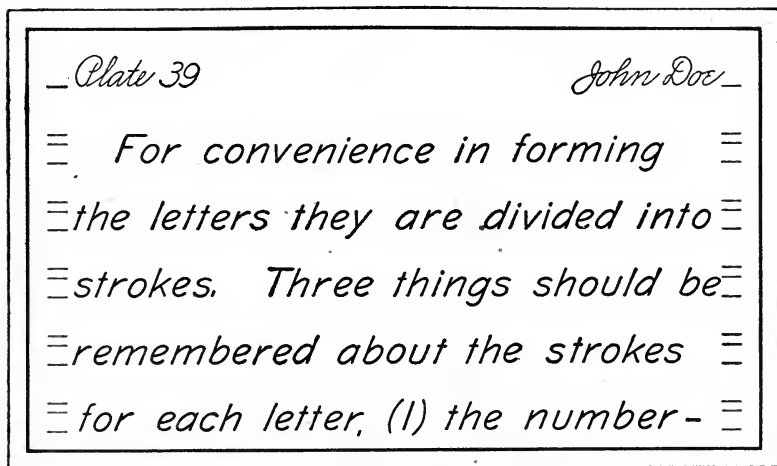 Plate 39 John Doe
For convenience in forming
the letters they are divided into
strokes. Three things should be
remembered about the strokes
for each letter, (1) the number-